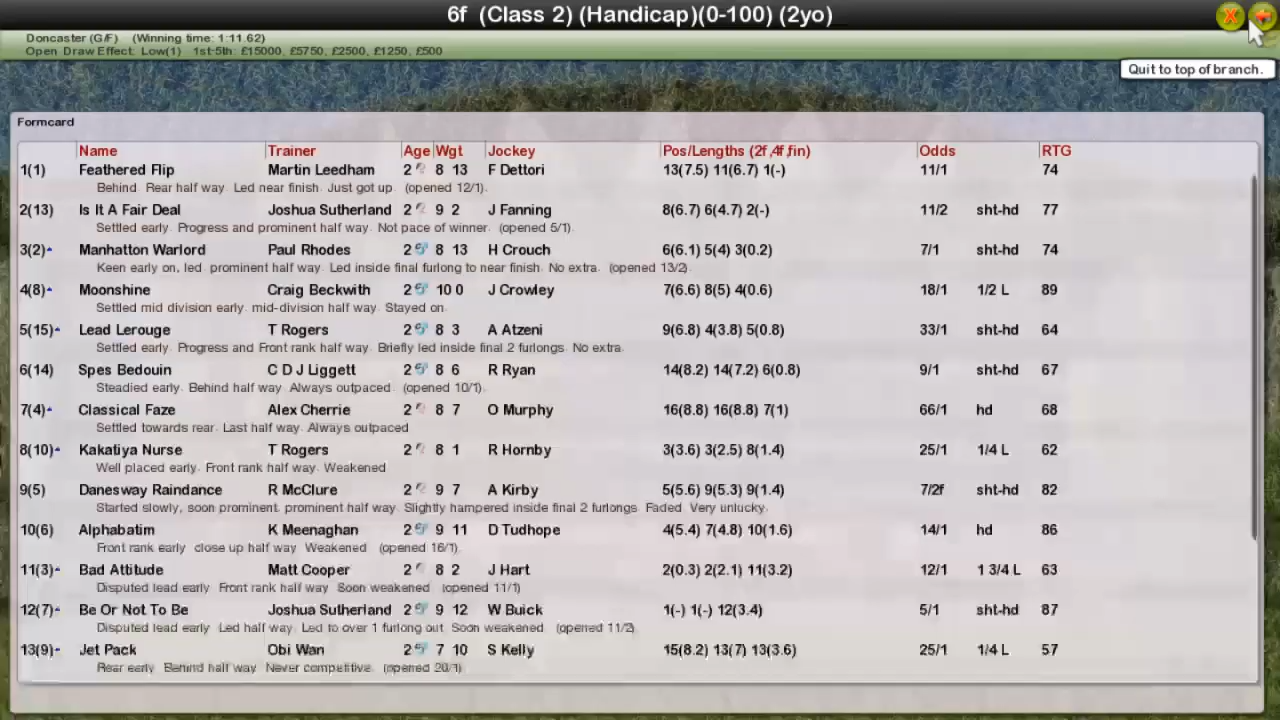 6f (Class 2) (Handicap)(0-100) (2yo)
Doncaster (G/F) (Winning time: 1:11.62)
Open Draw Effect: Low(1) 1st-5th: £15000, £5750, £2500, £1250, £500
Quit to top of branch.
Formcard
Name Trainer Age Wgt Jockey Pos/Lengths (2f,4f,fin) Odds RTG
1(1) Feathered Flip Martin Leedham 2 8 13 F Dettori 13(7.5) 11(6.7) 1(-) 11/1 74
Behind. Rear half way. Led near finish. Just got up. (opened 12/1).
2(13) Is It A Fair Deal Joshua Sutherland 2 9 2 J Fanning 8(6.7) 6(4.7) 2(-) 11/2 sht-hd 77
Settled early. Progress and prominent half way. Not pace of winner. (opened 5/1).
3(2) Manhatton Warlord Paul Rhodes 2 8 13 H Crouch 6(6.1) 5(4) 3(0.2) 7/1 sht-hd 74
Keen early on, led. prominent half way. Led inside final furlong to near finish. No extra. (opened 13/2).
4(8) Moonshine Craig Beckwith 2 10 0 J Crowley 7(6.6) 8(5) 4(0.6) 18/1 1/2 L 89
Settled mid division early. mid-division half way. Stayed on.
5(15) Lead Lerouge T Rogers 2 8 3 A Atzeni 9(6.8) 4(3.8) 5(0.8) 33/1 sht-hd 64
Settled early. Progress and Front rank half way. Briefly led inside final 2 furlongs. No extra.
6(14) Spes Bedouin C D J Liggett 2 8 6 R Ryan 14(8.2) 14(7.2) 6(0.8) 9/1 sht-hd 67
Steadied early. Behind half way. Always outpaced. (opened 10/1).
7(4) Classical Faze Alex Cherrie 2 8 7 O Murphy 16(8.8) 16(8.8) 7(1) 66/1 hd 68
Settled towards rear. Last half way. Always outpaced
8(10) Kakatiya Nurse T Rogers 2 8 1 R Hornby 3(3.6) 3(2.5) 8(1.4) 25/1 1/4 L 62
Well placed early. Front rank half way. Weakened
9(5) Danesway Raindance R McClure 2 9 7 A Kirby 5(5.6) 9(5.3) 9(1.4) 7/2f sht-hd 82
Started slowly, soon prominent. prominent half way. Slightly hampered inside final 2 furlongs. Faded. Very unlucky.
10(6) Alphabatim K Meenaghan 2 9 11 D Tudhope 4(5.4) 7(4.8) 10(1.6) 14/1 hd 86
Front rank early. close up half way. Weakened. (opened 16/1).
11(3) Bad Attitude Matt Cooper 2 8 2 J Hart 2(0.3) 2(2.1) 11(3.2) 12/1 1 3/4 L 63
Disputed lead early. Front rank half way. Soon weakened. (opened 11/1)
12(7) Be Or Not To Be Joshua Sutherland 2 9 12 W Buick 1(-) 1(-) 12(3.4) 5/1 sht-hd 87
Disputed lead early. Led half way. Led to over 1 furlong out. Soon weakened. (opened 11/2).
13(9) Jet Pack Obi Wan 2 7 10 S Kelly 15(8.2) 13(7) 13(3.6) 25/1 1/4 L 57
Rear early. Behind half way. Never competitive. (opened 20/1).